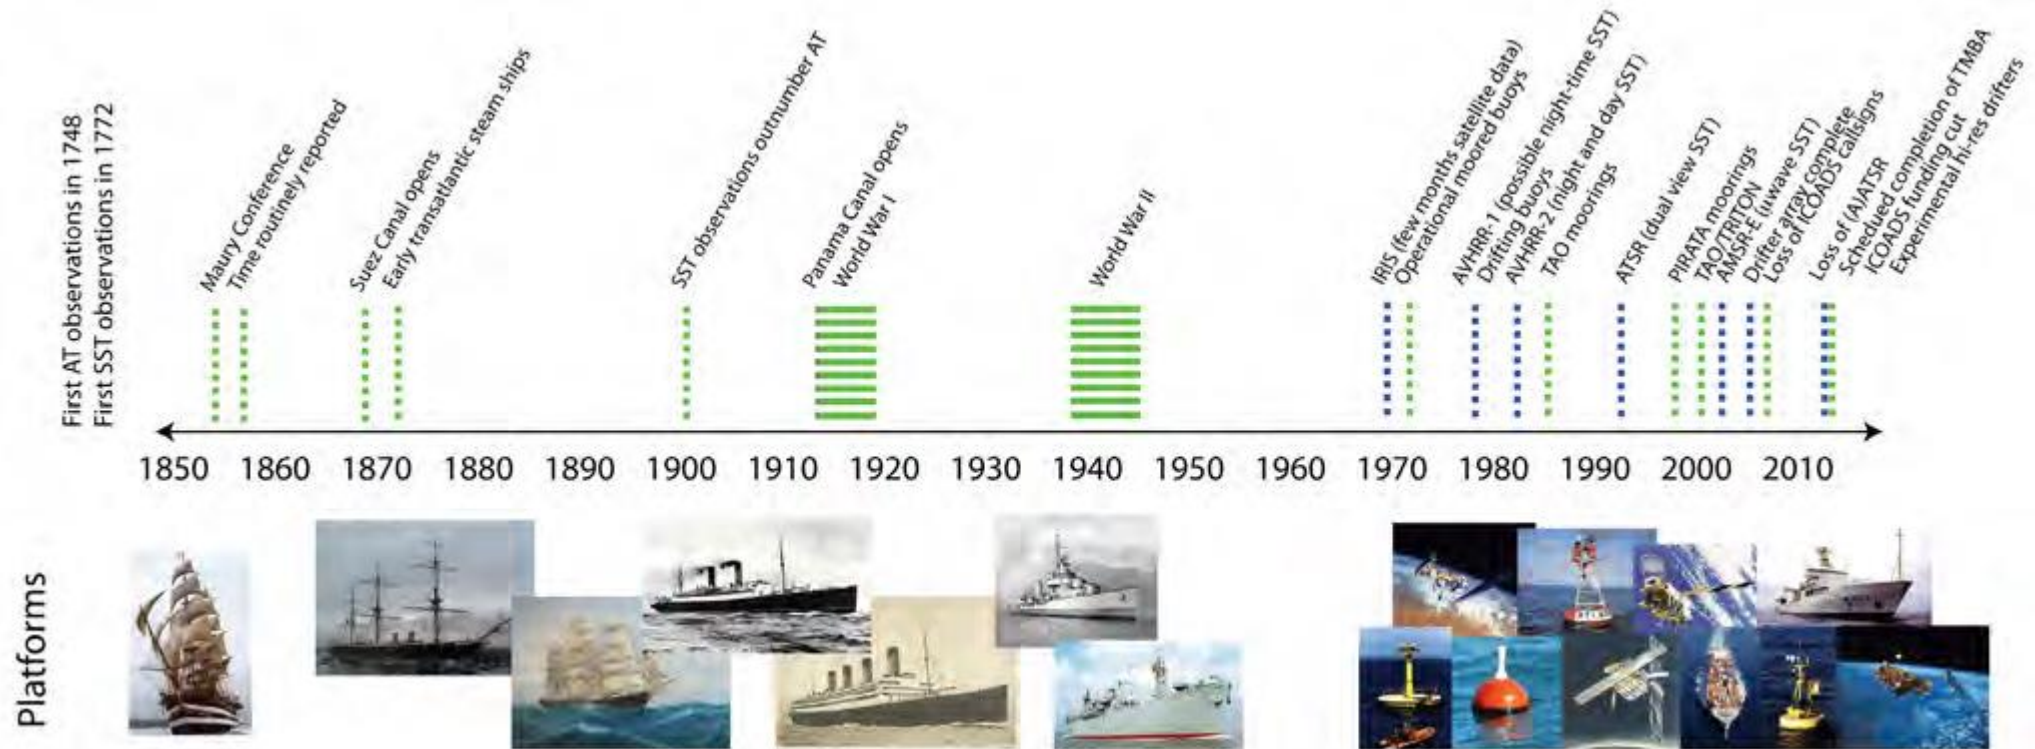 First AT observations in 1748
First SST observations in 1772
Maury Conference
Time routinely reported
Suez Canal opens
Early transatlantic steam ships
SST observations outnumber AT
Panama Canal opens
World War I
World War II
IRIS (few months satellite data)
Operational moored buoys
AVHRR-1 (possible night-time SST)
Drifting buoys
AVHRR-2 (night and day SST)
TAO moorings
ATSR (dual view SST)
PIRATA moorings
TAO/TRITON
AMSR-E (uwave SST)
Drifter array complete
Loss of ICOADS callsigns
Loss of (A)ATSR
Scheduled completion of TMBA
ICOADS funding cut
Experimental hi-res drifters
1850 1860 1870 1880 1890 1900 1910 1920 1930 1940 1950 1960 1970 1980 1990 2000 2010
Platforms